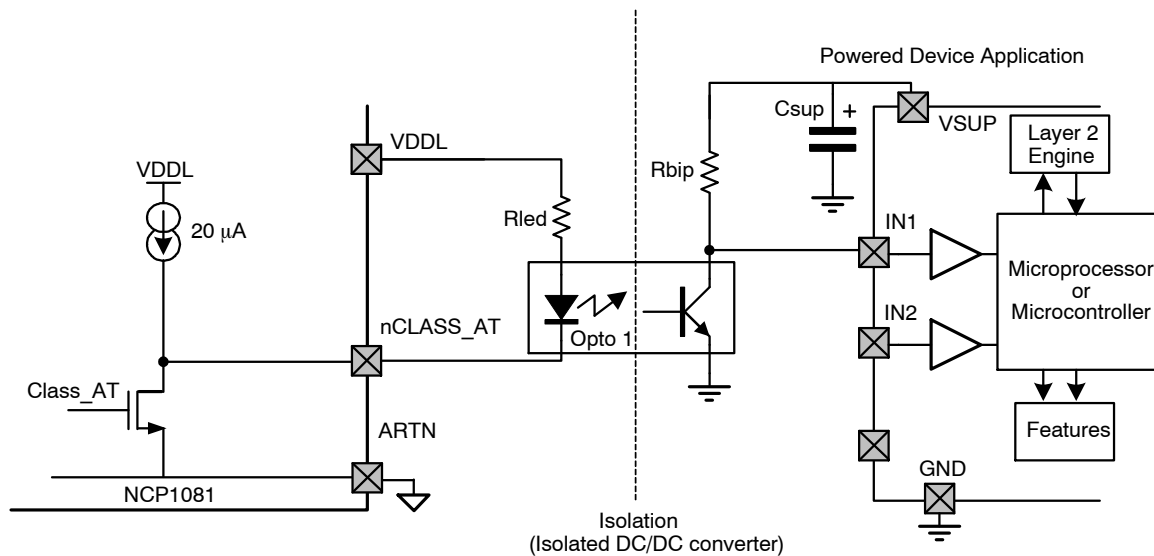 Powered Device Application
Csup
+
VSUP
Layer 2
Engine
VDDL
VDDL
Rbip
20 μA
Rled
IN1
Microprocessor
or
Microcontroller
nCLASS_AT
Opto 1
IN2
Class_AT
ARTN
Features
GND
NCP1081
Isolation
(Isolated DC/DC converter)